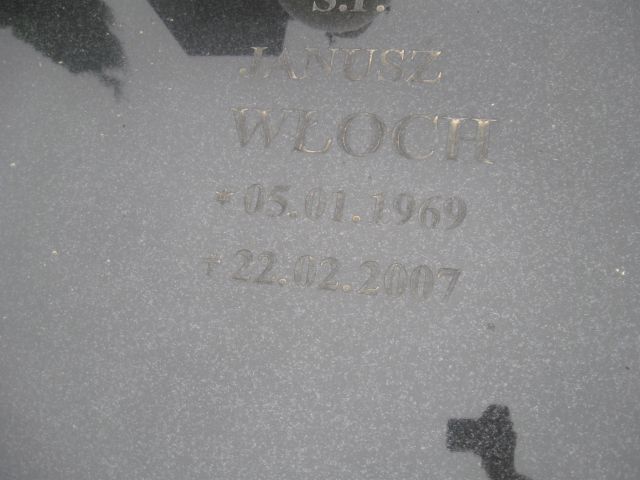 Ś.P.
JANUSZ
WŁOCH
* 05.01.1969
† 22.02.2007